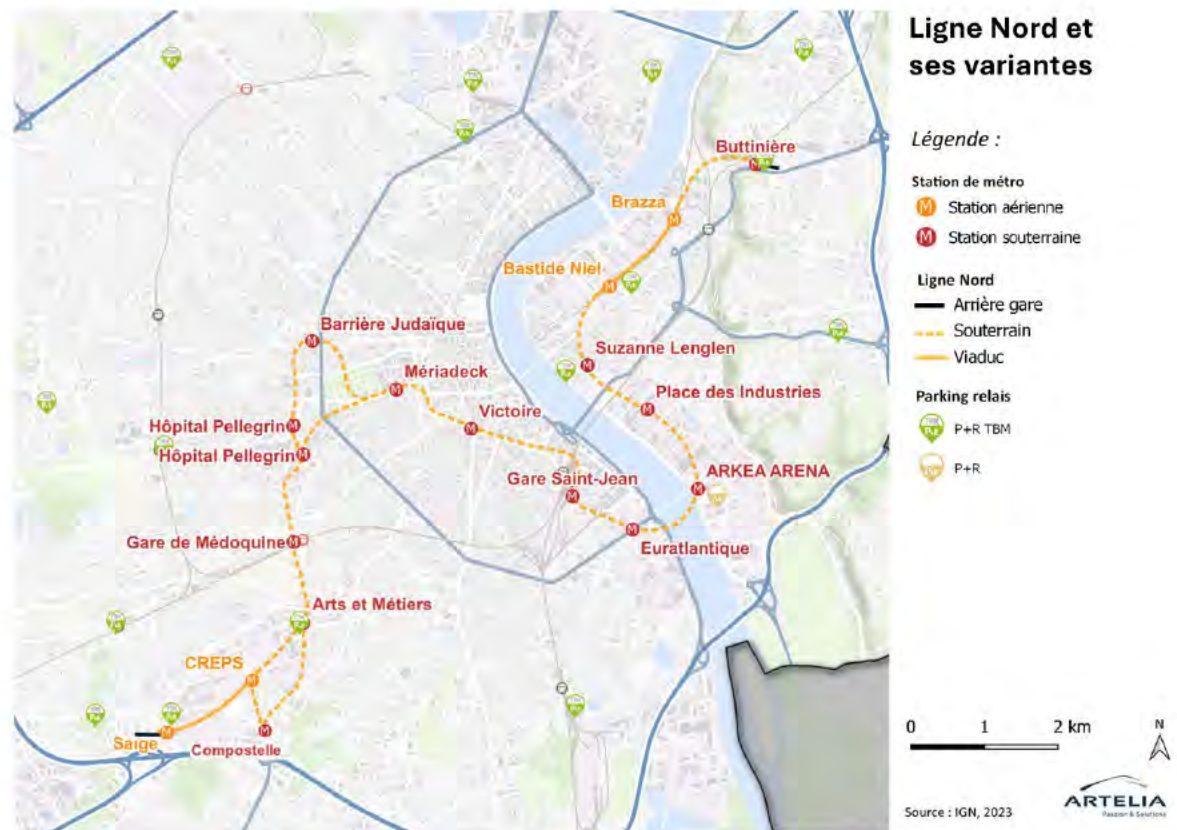 Ligne Nord et
ses variantes
Légende :
Station de métro
M Station aérienne
M Station souterraine
Ligne Nord
Arrière gare
Souterrain
Viaduc
Parking relais
P+R TBM
P+R
Buttinière
Brazza
Bastide Niel
Barrière Judaïque
Suzanne Lenglen
Mériadeck
Place des Industries
Victoire
Hôpital Pellegrin
Hôpital Pellegrin
Gare Saint-Jean
ARKEA ARENA
Gare de Médoquine
Euratlantique
Arts et Métiers
CREPS
Saige
Compostelle
0 1 2 km
N
Source : IGN, 2023
ARTELIA
Passion & Solutions